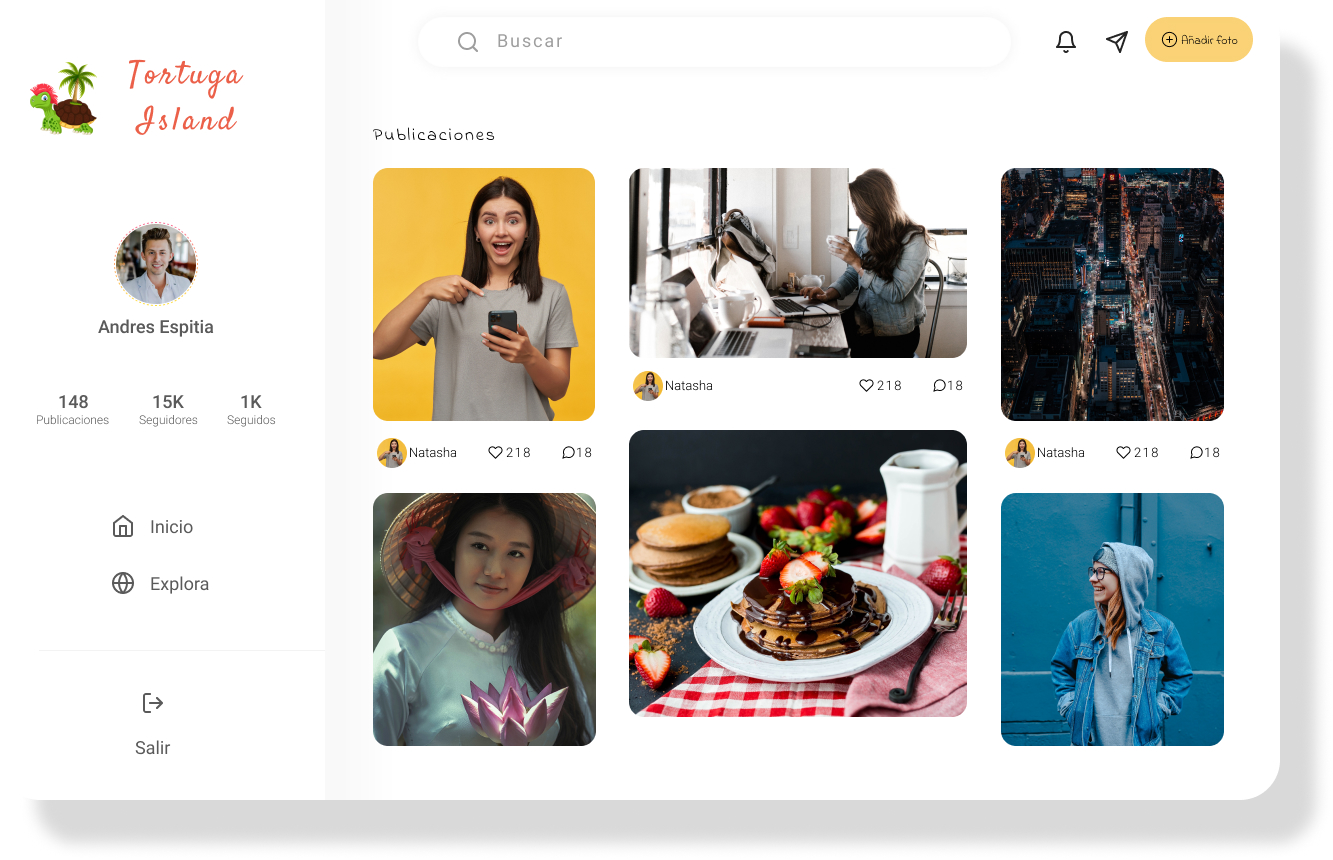 Tortuga
Island
Andres Espitia
148
Publicaciones
15K
Seguidores
1K
Seguidos
Inicio
Explora
Salir
Buscar
Añadir foto
Publicaciones
Natasha 218 18
Natasha 218 18
Natasha 218 18